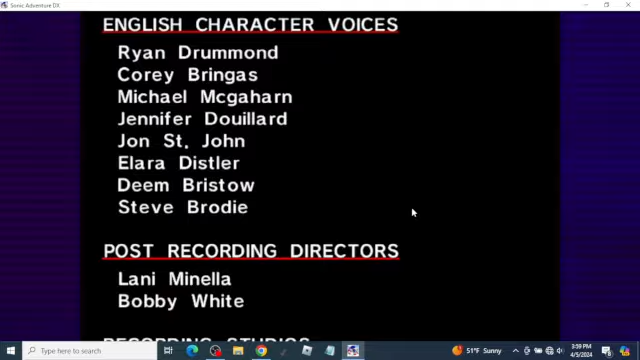 Sonic Adventure DX
ENGLISH CHARACTER VOICES
Ryan Drummond
Corey Bringas
Michael Mcgaharn
Jennifer Douillard
Jon St. John
Elara Distler
Deem Bristow
Steve Brodie
POST RECORDING DIRECTORS
Lani Minella
Bobby White
RECORDING STUDIOS
Type here to search
51°F Sunny
3:59 PM
4/5/2024